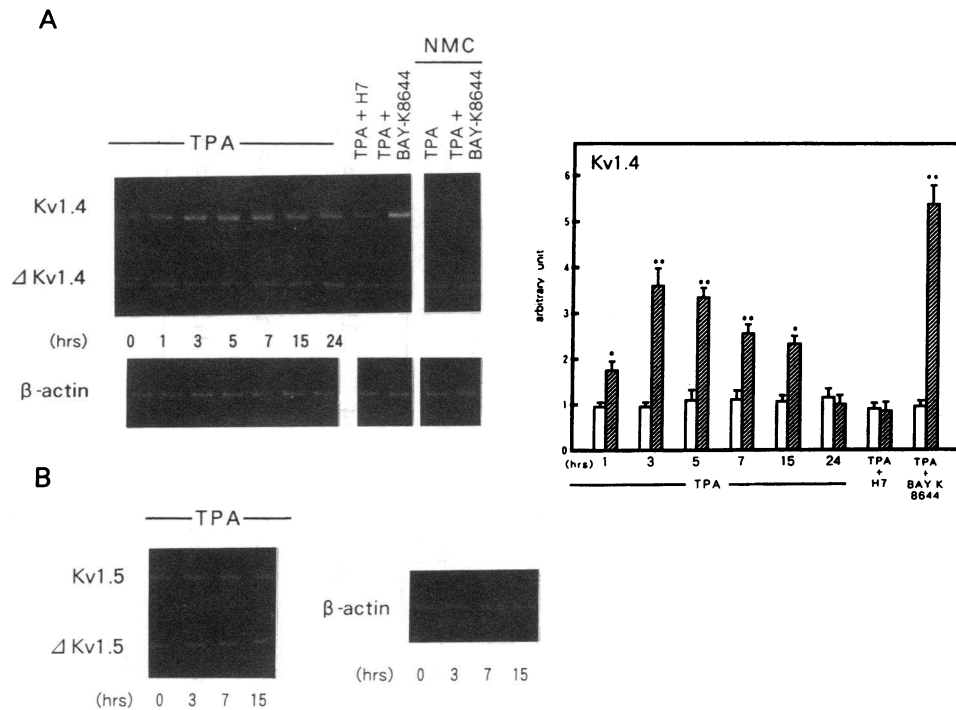 A
NMC
TPA
TPA + H7
TPA +
BAY-K8644
TPA
TPA +
BAY-K8644
Kv1.4
⊿Kv1.4
(hrs) 0 1 3 5 7 15 24
β-actin
Kv1.4
arbitrary unit
6
5
4
3
2
1
0
* ** ** ** * **
(hrs) 1 3 5 7 15 24
TPA
TPA
+
H7
TPA
+
BAY K
8644
B
TPA
Kv1.5
⊿Kv1.5
(hrs) 0 3 7 15
β-actin
(hrs) 0 3 7 15